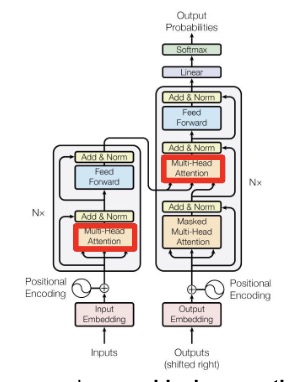 Output
Probabilities
Softmax
Linear
Add & Norm
Feed
Forward
Add & Norm
Multi-Head
Attention
Nx
Add & Norm
Masked
Multi-Head
Attention
Positional
Encoding
Output
Embedding
Outputs
(shifted right)
Add & Norm
Feed
Forward
Nx
Add & Norm
Multi-Head
Attention
Positional
Encoding
Input
Embedding
Inputs